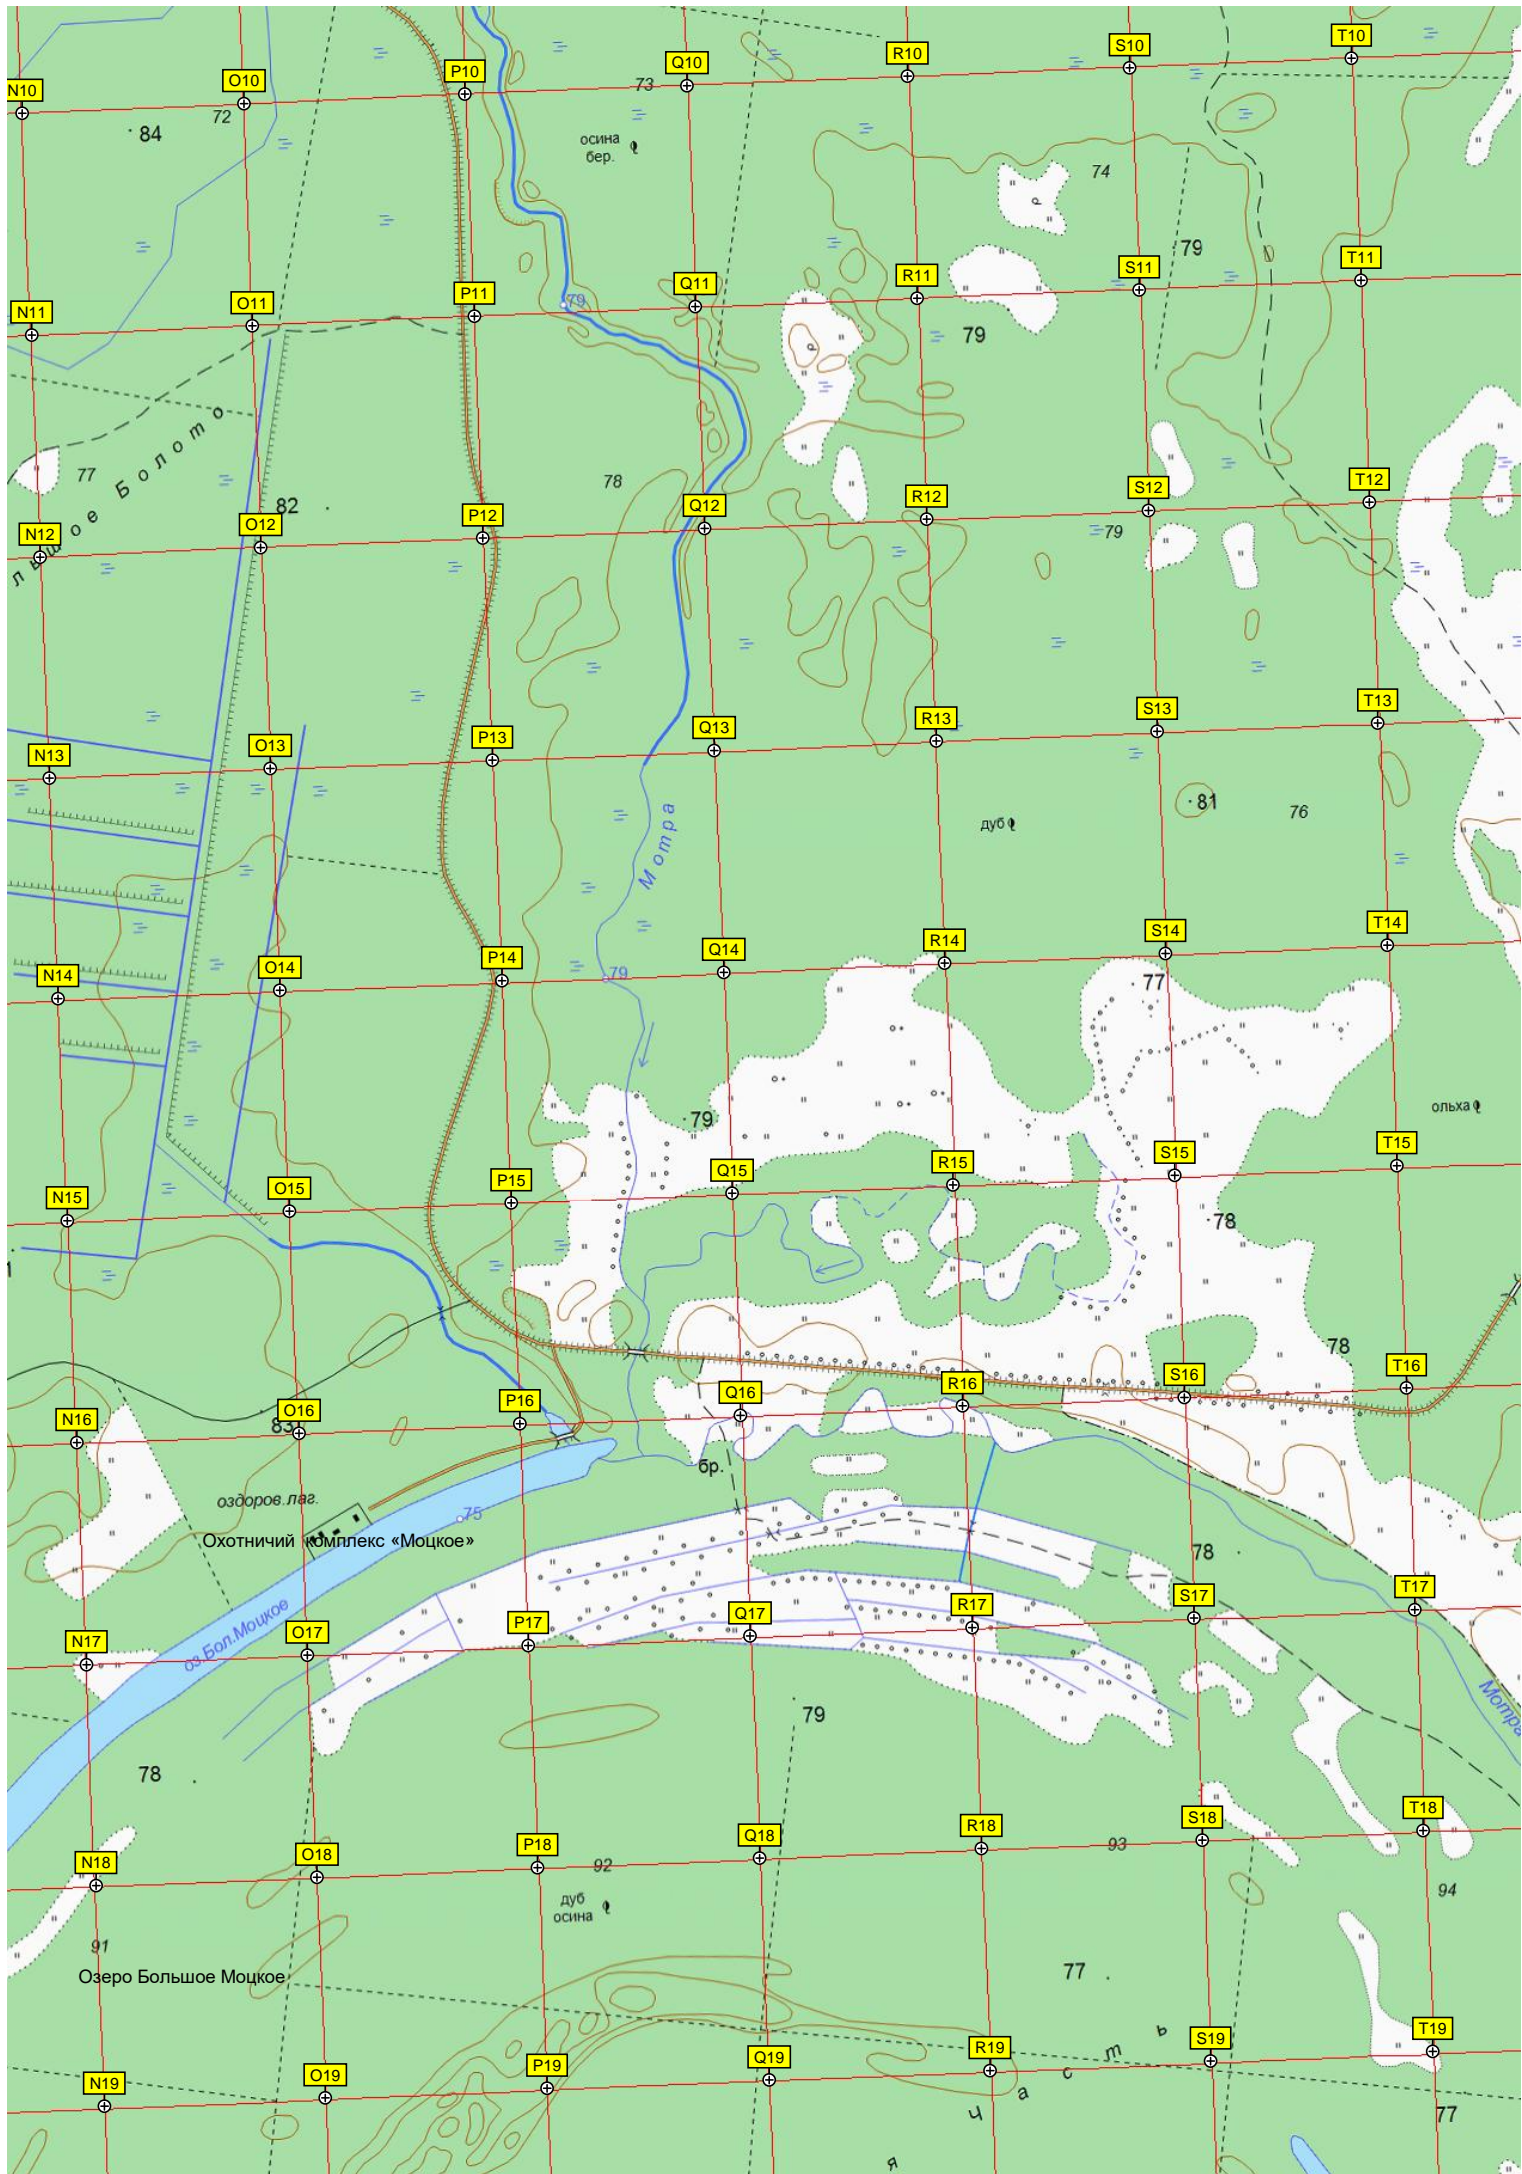 N10 O10 P10 Q10 R10 S10 T10
72
73
84
осина
бер.
74
79
N11 O11 P11 Q11 R11 S11 T11
79
79
77
льшое Болото
78
82
N12 O12 P12 Q12 R12 S12 T12
79
N13 O13 P13 Q13 R13 S13 T13
Мотра
81
76
дуб
N14 O14 P14 Q14 R14 S14 T14
79
77
79
ольха
N15 O15 P15 Q15 R15 S15 T15
78
1
78
N16 O16 P16 Q16 R16 S16 T16
83
бр.
оздоров.лаг.
75
Охотничий комплекс «Моцкое»
78
оз.Бол.Моцкое
N17 O17 P17 Q17 R17 S17 T17
Мотра
79
78
N18 O18 P18 Q18 R18 S18 T18
92
93
94
дуб
осина
91
Озеро Большое Моцкое
77
N19 O19 P19 Q19 R19 S19 T19
я Часть
77